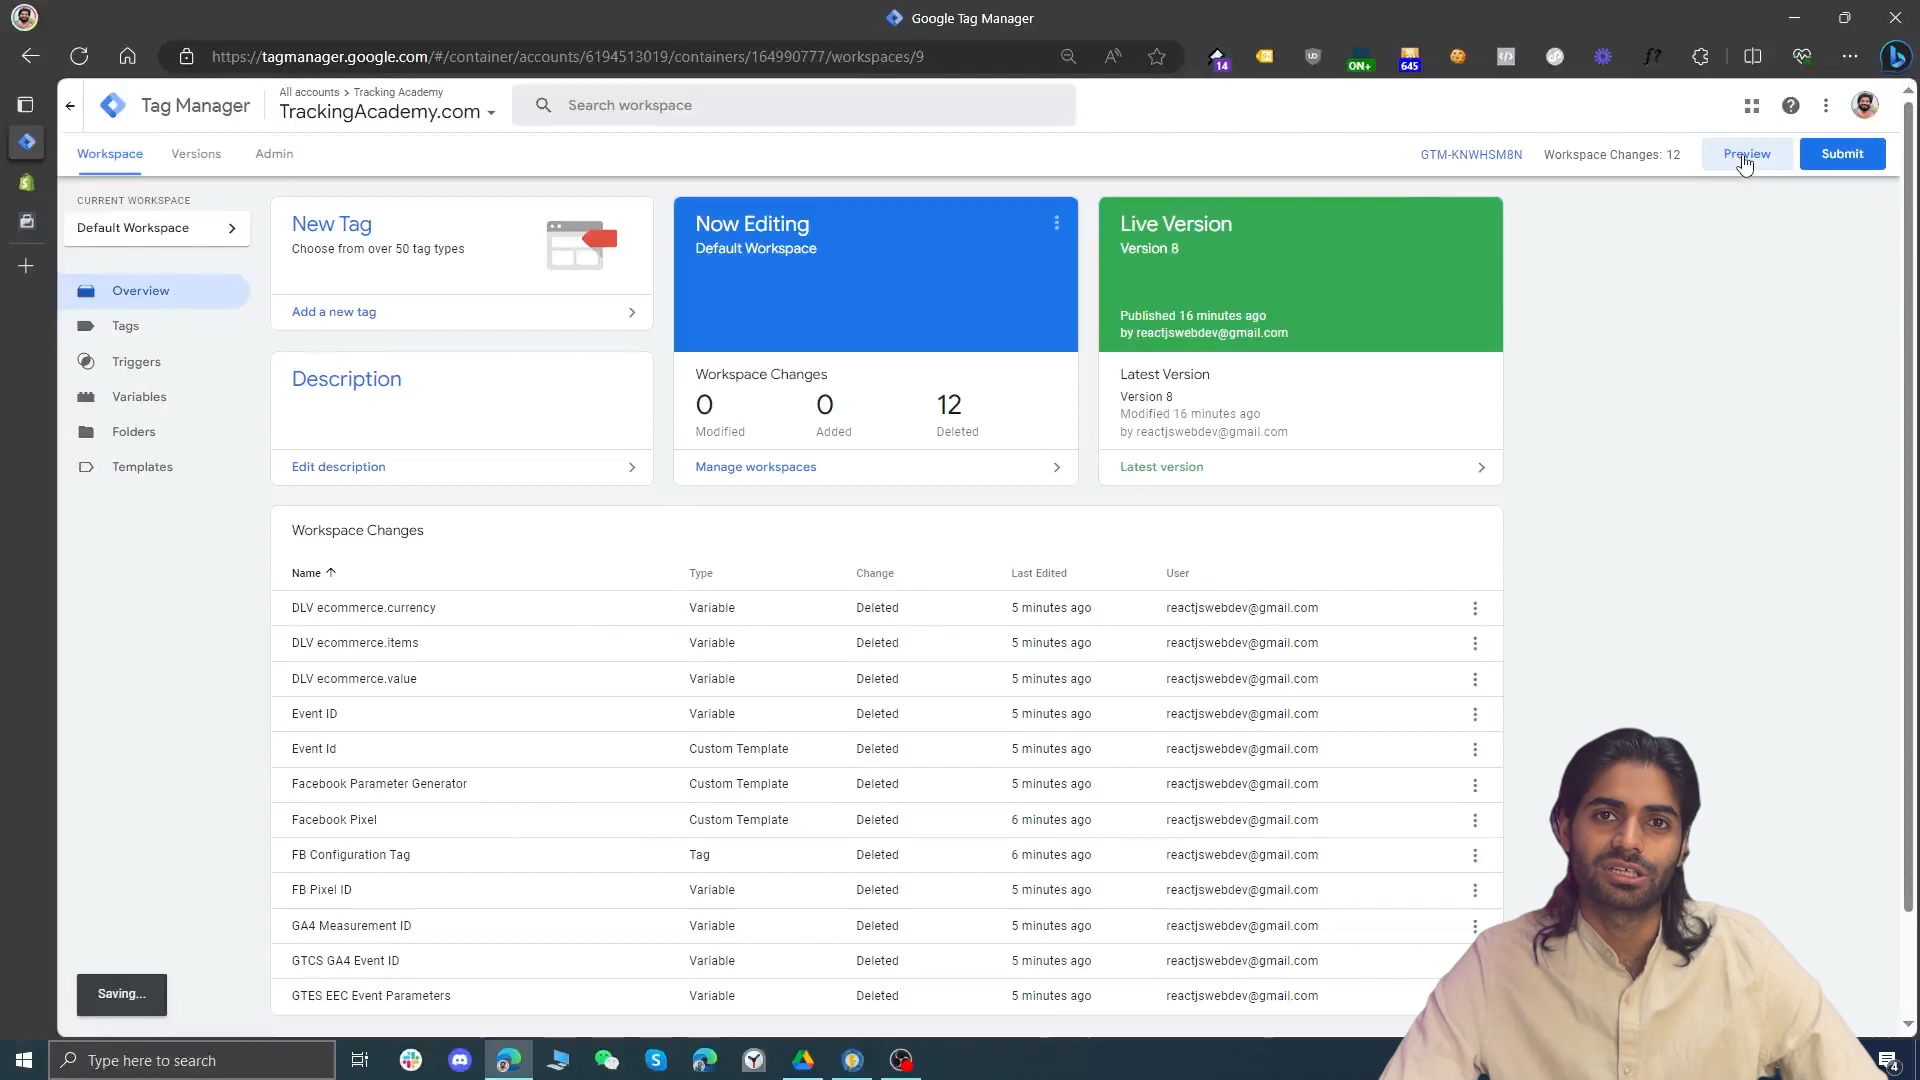 Google Tag Manager
https://tagmanager.google.com/#/container/accounts/6194513019/containers/164990777/workspaces/9
14
ON+
645
Tag Manager
All accounts > Tracking Academy
TrackingAcademy.com
Search workspace
Workspace
Versions
Admin
GTM-KNWHSM8N
Workspace Changes: 12
Preview
Submit
CURRENT WORKSPACE
Default Workspace
Overview
Tags
Triggers
Variables
Folders
Templates
New Tag
Choose from over 50 tag types
Add a new tag
Description
Edit description
Now Editing
Default Workspace
Workspace Changes
0 0 12
Modified Added Deleted
Manage workspaces
Live Version
Version 8
Published 16 minutes ago
by reactjswebdev@gmail.com
Latest Version
Version 8
Modified 16 minutes ago
by reactjswebdev@gmail.com
Latest version
Workspace Changes
Name Type Change Last Edited User
DLV ecommerce.currency Variable Deleted 5 minutes ago reactjswebdev@gmail.com
DLV ecommerce.items Variable Deleted 5 minutes ago reactjswebdev@gmail.com
DLV ecommerce.value Variable Deleted 5 minutes ago reactjswebdev@gmail.com
Event ID Variable Deleted 5 minutes ago reactjswebdev@gmail.com
Event Id Custom Template Deleted 5 minutes ago reactjswebdev@gmail.com
Facebook Parameter Generator Custom Template Deleted 5 minutes ago reactjswebdev@gmail.com
Facebook Pixel Custom Template Deleted 6 minutes ago reactjswebdev@gmail.com
FB Configuration Tag Tag Deleted 6 minutes ago reactjswebdev@gmail.com
FB Pixel ID Variable Deleted 5 minutes ago reactjswebdev@gmail.com
GA4 Measurement ID Variable Deleted 5 minutes ago reactjswebdev@gmail.com
GTCS GA4 Event ID Variable Deleted 5 minutes ago reactjswebdev@gmail.com
GTES EEC Event Parameters Variable Deleted 5 minutes ago reactjswebdev@gmail.com
Saving...
Type here to search
4